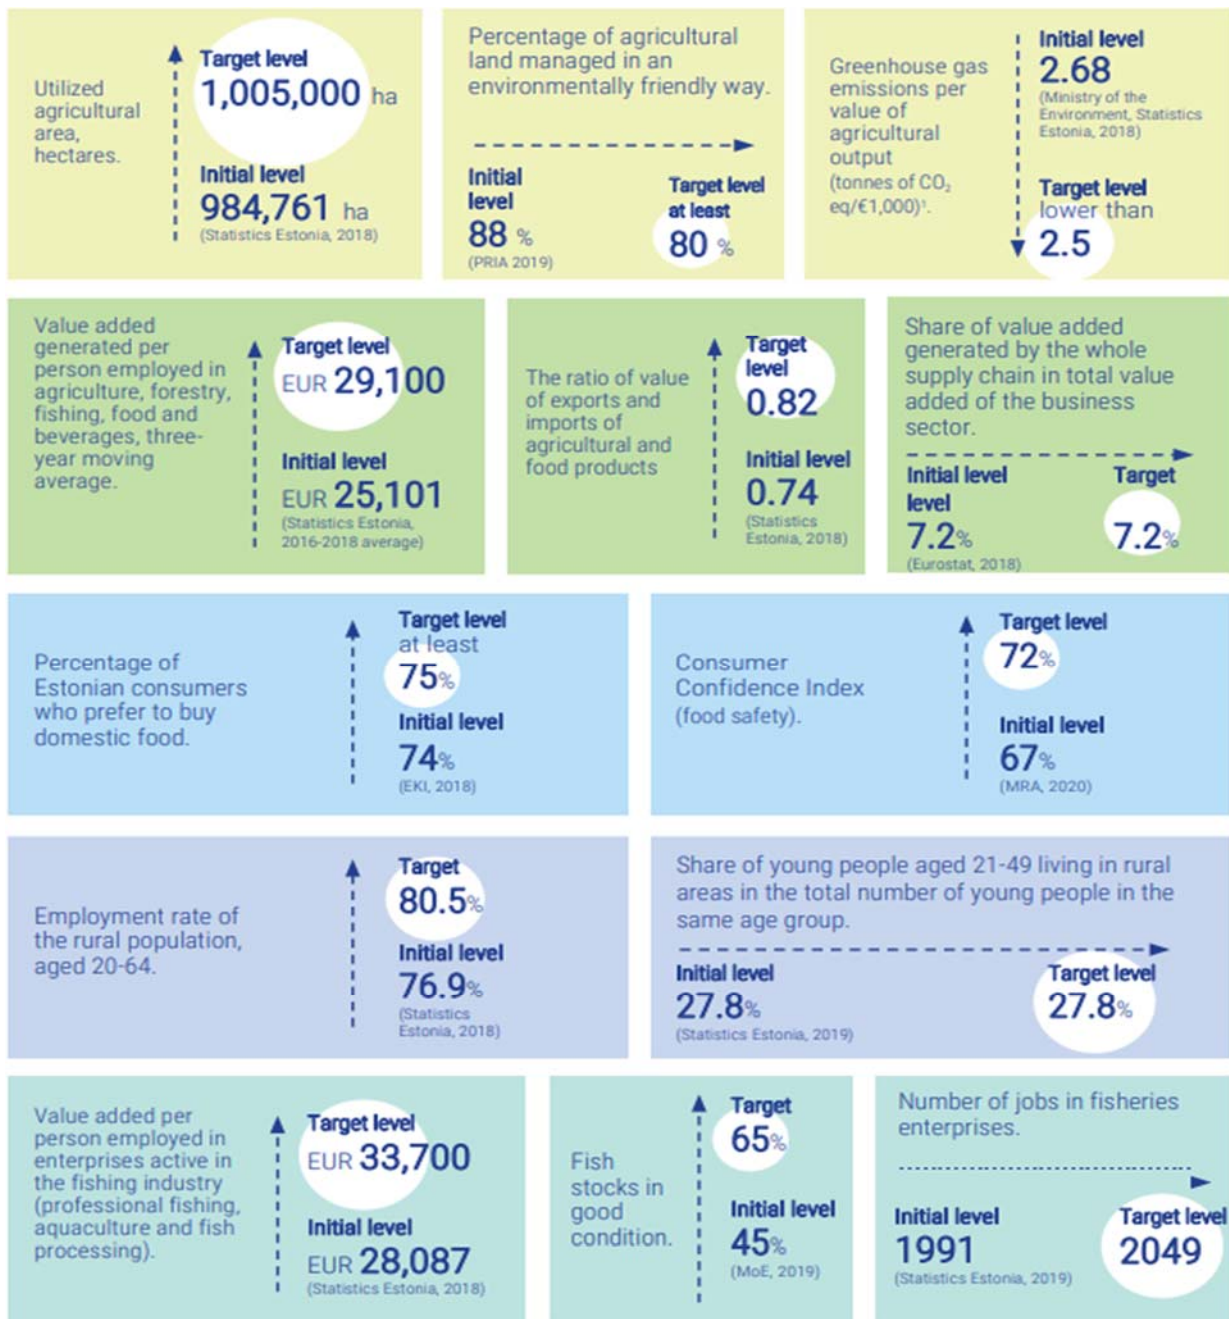 Utilized
agricultural
area,
hectares.
Target level
1,005,000 ha
Initial level
984,761 ha
(Statistics Estonia, 2018)
Percentage of agricultural
land managed in an
environmentally friendly way.
Initial
level
88 %
(PRIA 2019)
Target level
at least
80 %
Greenhouse gas
emissions per
value of
agricultural
output
(tonnes of CO₂
eq/€1,000)¹.
Initial level
2.68
(Ministry of the
Environment, Statistics
Estonia, 2018)
Target level
lower than
2.5
Value added
generated per
person employed in
agriculture, forestry,
fishing, food and
beverages, three-
year moving
average.
Target level
EUR 29,100
Initial level
EUR 25,101
(Statistics Estonia,
2016-2018 average)
The ratio of value
of exports and
imports of
agricultural and
food products
Target
level
0.82
Initial level
0.74
(Statistics
Estonia, 2018)
Share of value added
generated by the whole
supply chain in total value
added of the business
sector.
Initial level
level
7.2%
(Eurostat, 2018)
Target
7.2%
Percentage of
Estonian consumers
who prefer to buy
domestic food.
Target level
at least
75%
Initial level
74%
(EKI, 2018)
Consumer
Confidence Index
(food safety).
Target level
72%
Initial level
67%
(MRA, 2020)
Employment rate of
the rural population,
aged 20-64.
Target
80.5%
Initial level
76.9%
(Statistics
Estonia, 2018)
Share of young people aged 21-49 living in rural
areas in the total number of young people in the
same age group.
Initial level
27.8%
(Statistics Estonia, 2019)
Target level
27.8%
Value added per
person employed in
enterprises active in
the fishing industry
(professional fishing,
aquaculture and fish
processing).
Target level
EUR 33,700
Initial level
EUR 28,087
(Statistics Estonia, 2018)
Fish
stocks in
good
condition.
Target
65%
Initial level
45%
(MoE, 2019)
Number of jobs in fisheries
enterprises.
Initial level
1991
(Statistics Estonia, 2019)
Target level
2049